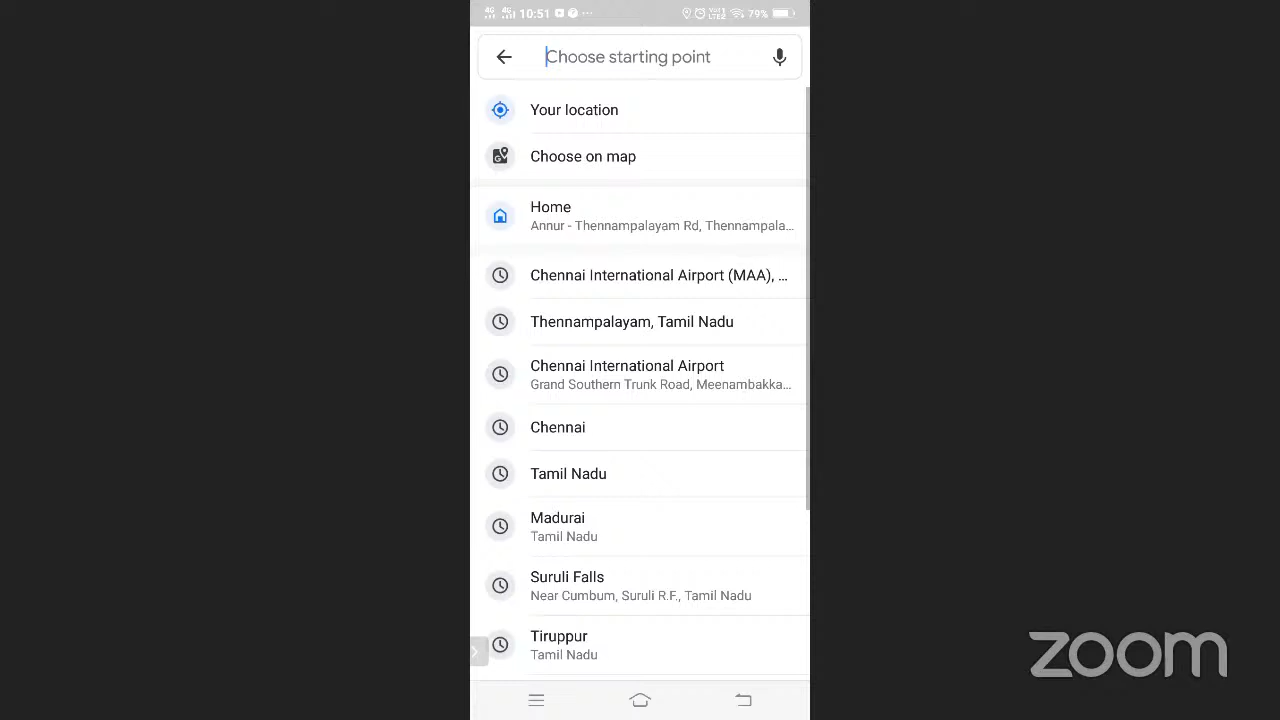 10:51 79%
Choose starting point
Your location
Choose on map
Home
Annur - Thennampalayam Rd, Thennampala...
Chennai International Airport (MAA), ...
Thennampalayam, Tamil Nadu
Chennai International Airport
Grand Southern Trunk Road, Meenambakka...
Chennai
Tamil Nadu
Madurai
Tamil Nadu
Suruli Falls
Near Cumbum, Suruli R.F., Tamil Nadu
Tiruppur
Tamil Nadu
zoom